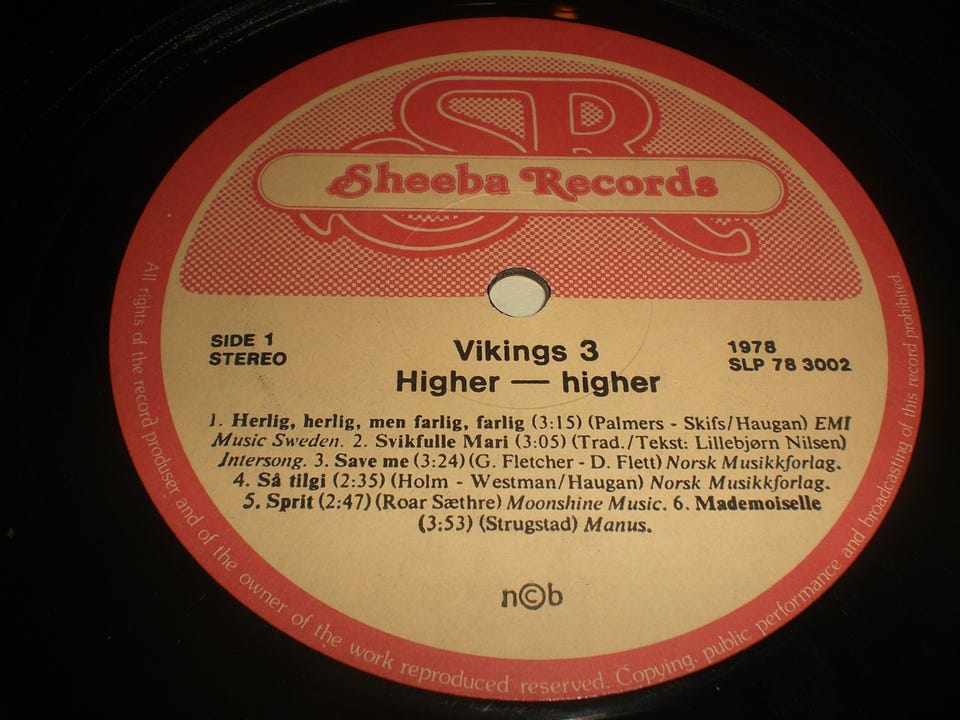 SR
Sheeba Records
SIDE 1
STEREO
Vikings 3
Higher — higher
1978
SLP 78 3002
1. Herlig, herlig, men farlig, farlig (3:15) (Palmers - Skifs/Haugan) EMI
Music Sweden. 2. Svikfulle Mari (3:05) (Trad./Tekst: Lillebjørn Nilsen)
Intersong. 3. Save me (3:24) (G. Fletcher - D. Flett) Norsk Musikkforlag.
4. Så tilgi (2:35) (Holm - Westman/Haugan) Norsk Musikkforlag.
5. Sprit (2:47) (Roar Sæthre) Moonshine Music. 6. Mademoiselle
(3:53) (Strugstad) Manus.
n©b
All rigths of the record produser and of the owner of the work reproduced reserved. Copying, public performance and broadcasting of this record prohibited.